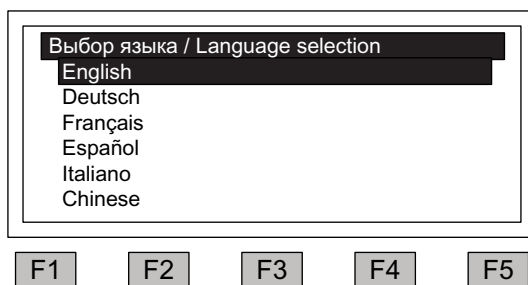 Выбор языка / Language selection
English
Deutsch
Français
Español
Italiano
Chinese
F1 F2 F3 F4 F5